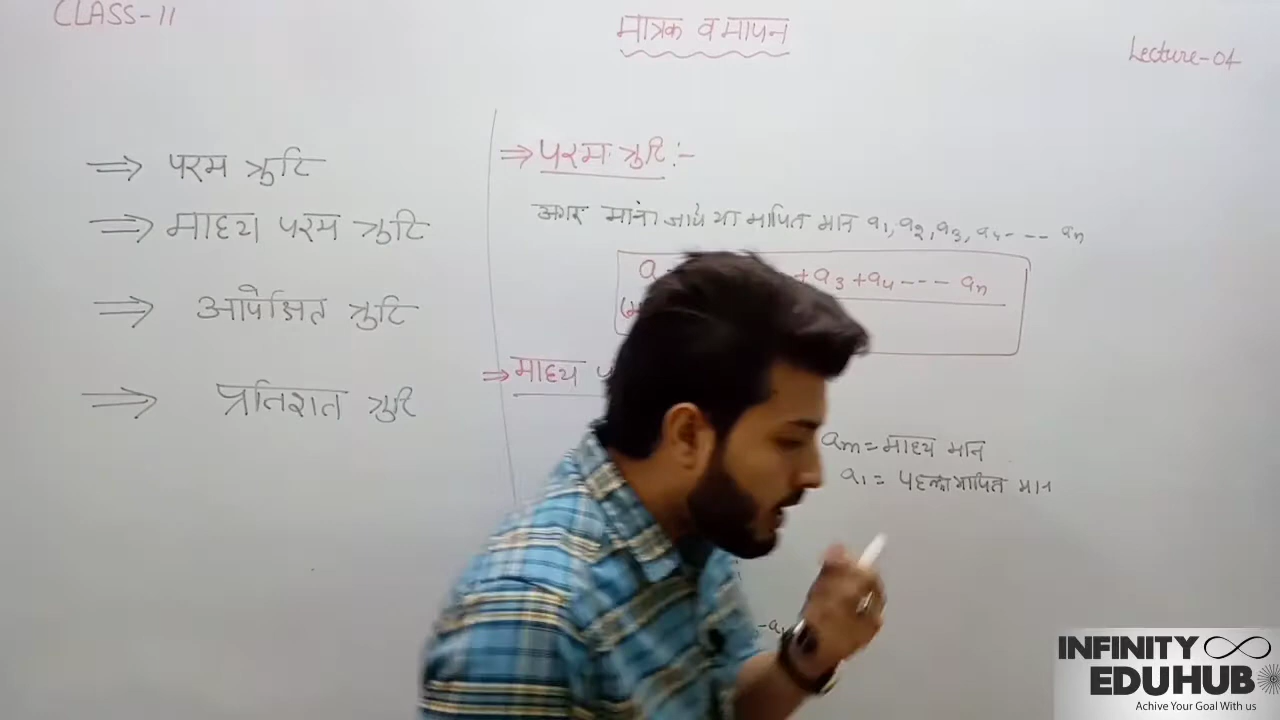 CLASS-11
मात्रक व मापन
Lecture-04
⇒ परम त्रुटि
⇒ माध्य परम त्रुटि
⇒ आपेक्षित त्रुटि
⇒ प्रतिशत त्रुटि
⇒ परम त्रुटि :-
अगर माना जाये या मापित मान a1, a2, a3, a4 ---- an
a +a3 +a4 ---- an
⇒ माध्य प
am = माध्य मान
a1 = पहला मापित मान
INFINITY
EDUHUB
Achive Your Goal With us